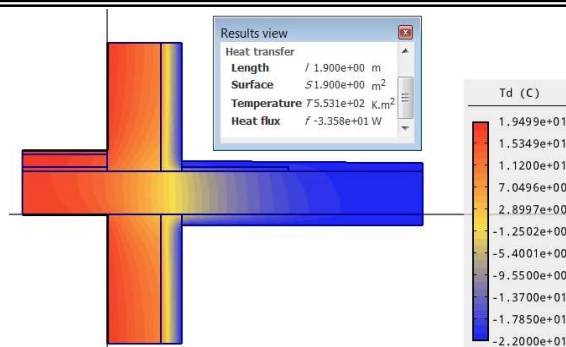 Results view
Heat transfer
Length l 1.900e+00 m
Surface S 1.900e+00 m²
Temperature T 5.531e+02 K.m²
Heat flux f -3.358e+01 W
Td (C)
1.9499e+01
1.5349e+01
1.1200e+01
7.0496e+00
2.8997e+00
-1.2502e+00
-5.4001e+00
-9.5500e+00
-1.3700e+01
-1.7850e+01
-2.2000e+01